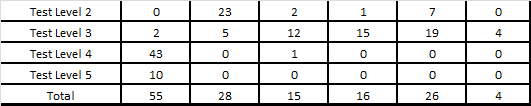 Test Level 2 0 23 2 1 7 0
Test Level 3 2 5 12 15 19 4
Test Level 4 43 0 1 0 0 0
Test Level 5 10 0 0 0 0 0
Total 55 28 15 16 26 4